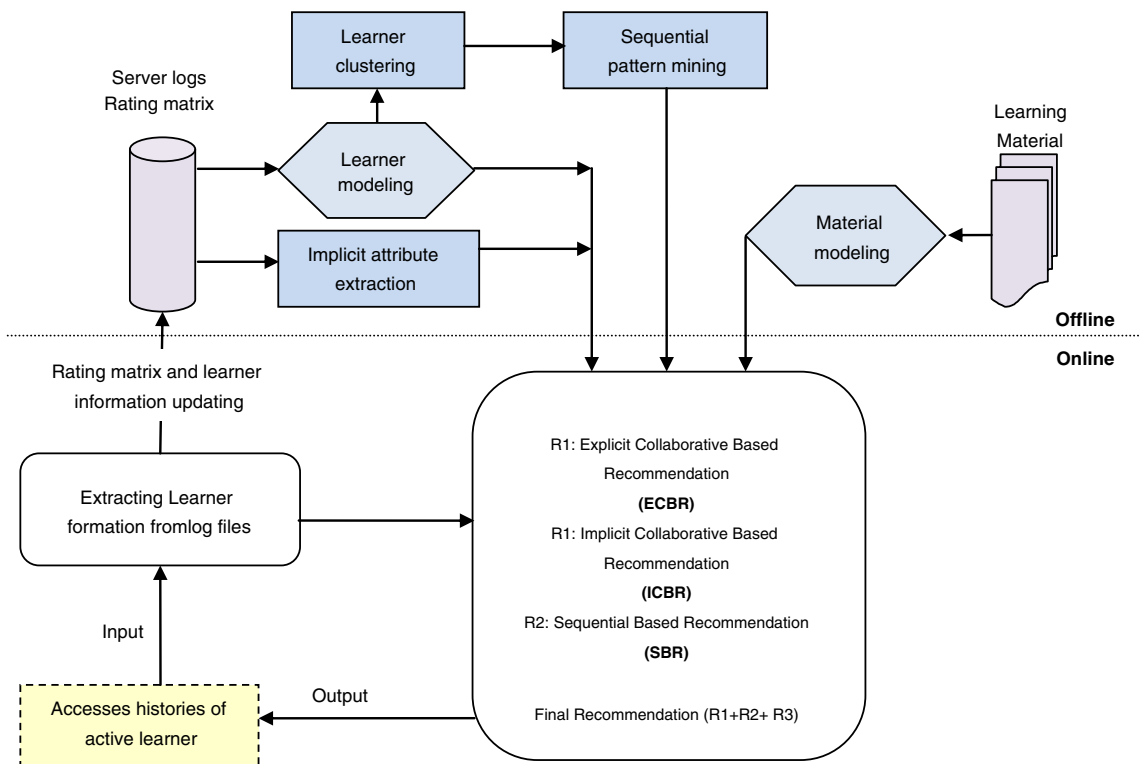 Learner
clustering
Sequential
pattern mining
Server logs
Rating matrix
Learning
Material
Learner
modeling
Material
modeling
Implicit attribute
extraction
Offline
Online
Rating matrix and learner
information updating
R1: Explicit Collaborative Based
Recommendation
(ECBR)
R1: Implicit Collaborative Based
Recommendation
(ICBR)
R2: Sequential Based Recommendation
(SBR)
Final Recommendation (R1+R2+ R3)
Extracting Learner
formation fromlog files
Input
Output
Accesses histories of
active learner